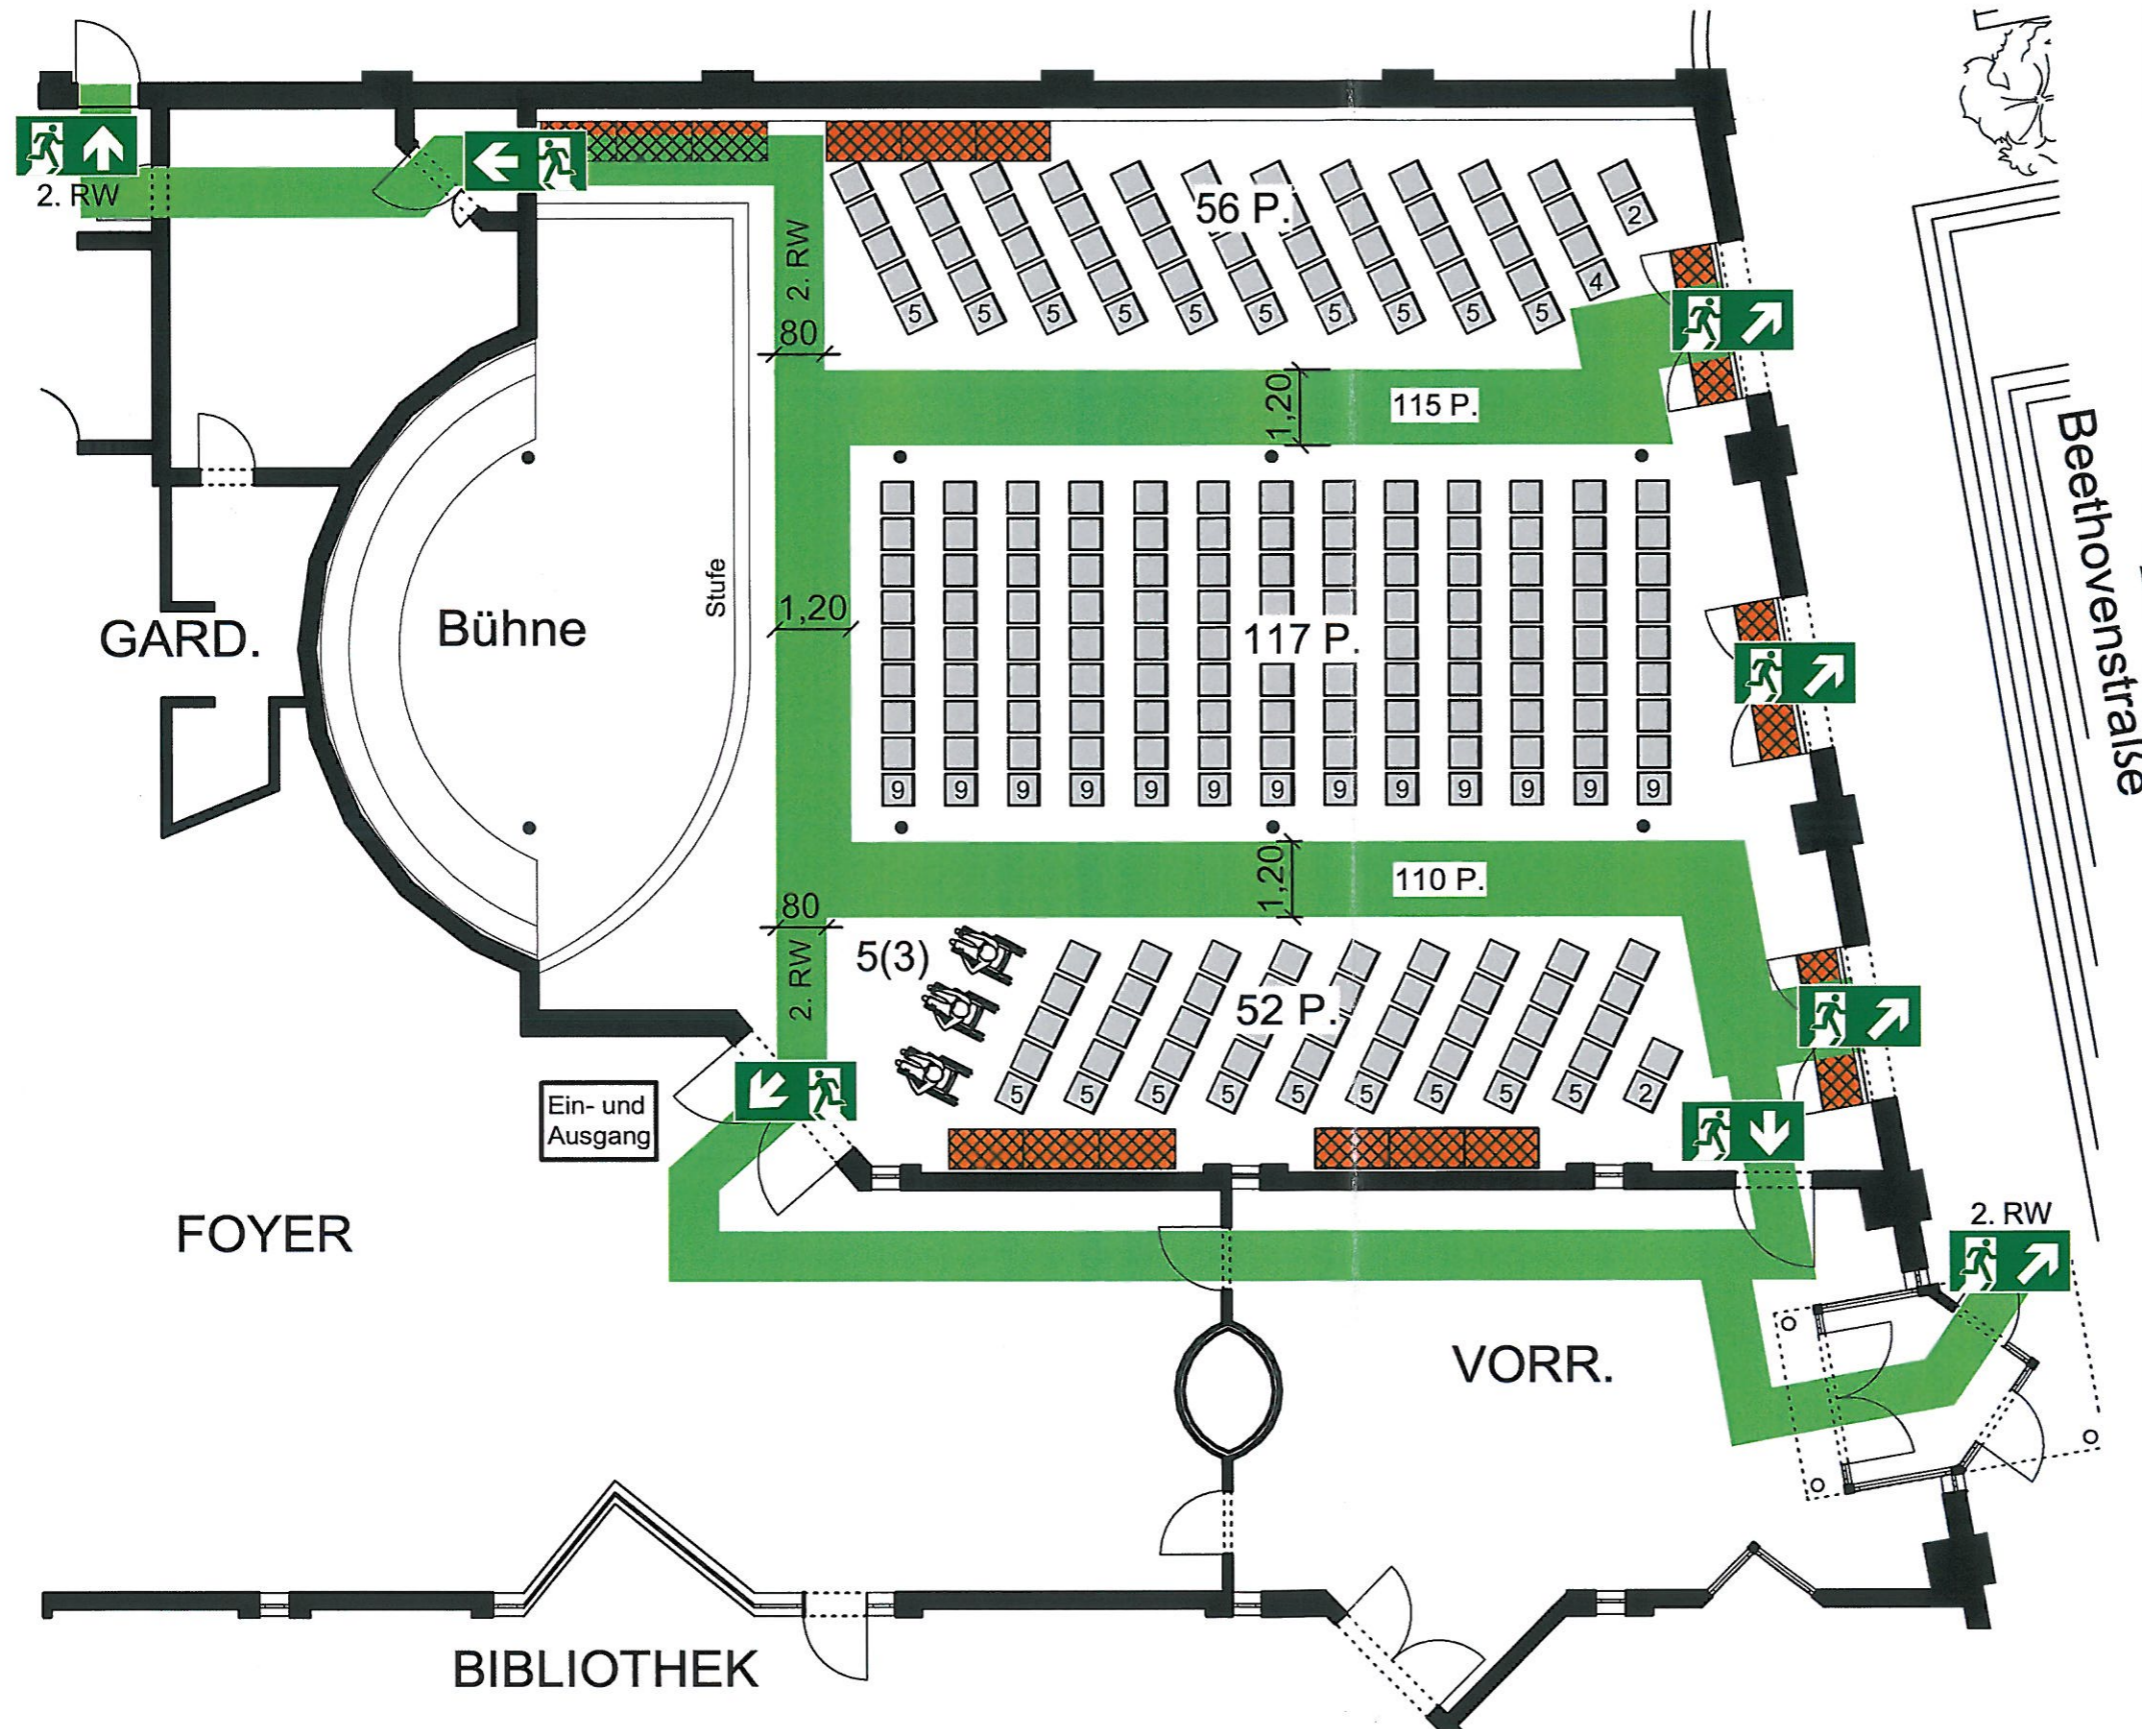 2. RW
56 P.
2
4
5 5 5 5 5 5 5 5 5 5
2. RW
80
1,20
115 P.
Beethovenstraße
Stufe
1,20
GARD.
Bühne
117 P.
9 9 9 9 9 9 9 9 9 9 9 9 9
1,20
110 P.
80
2. RW
5(3)
52 P.
5 5 5 5 5 5 5 5 5 2
Ein- und
Ausgang
FOYER
2. RW
VORR.
BIBLIOTHEK